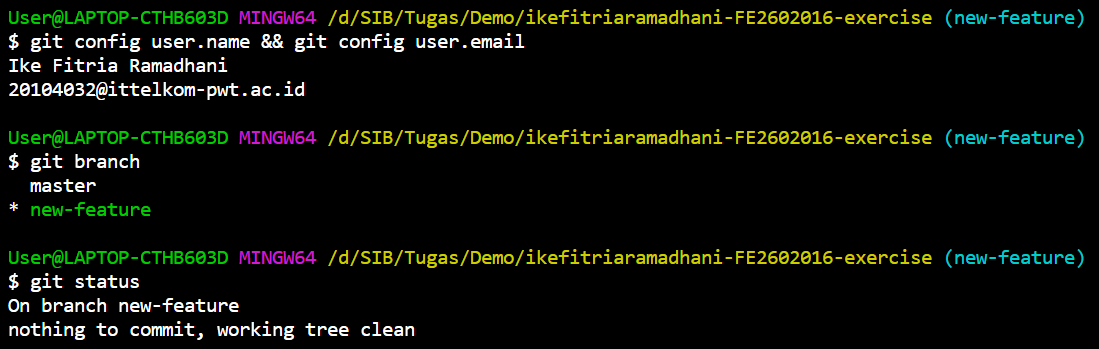 User@LAPTOP-CTHB603D MINGW64 /d/SIB/Tugas/Demo/ikefitriaramadhani-FE2602016-exercise (new-feature)
$ git config user.name && git config user.email
Ike Fitria Ramadhani
20104032@ittelkom-pwt.ac.id
User@LAPTOP-CTHB603D MINGW64 /d/SIB/Tugas/Demo/ikefitriaramadhani-FE2602016-exercise (new-feature)
$ git branch
  master
* new-feature
User@LAPTOP-CTHB603D MINGW64 /d/SIB/Tugas/Demo/ikefitriaramadhani-FE2602016-exercise (new-feature)
$ git status
On branch new-feature
nothing to commit, working tree clean